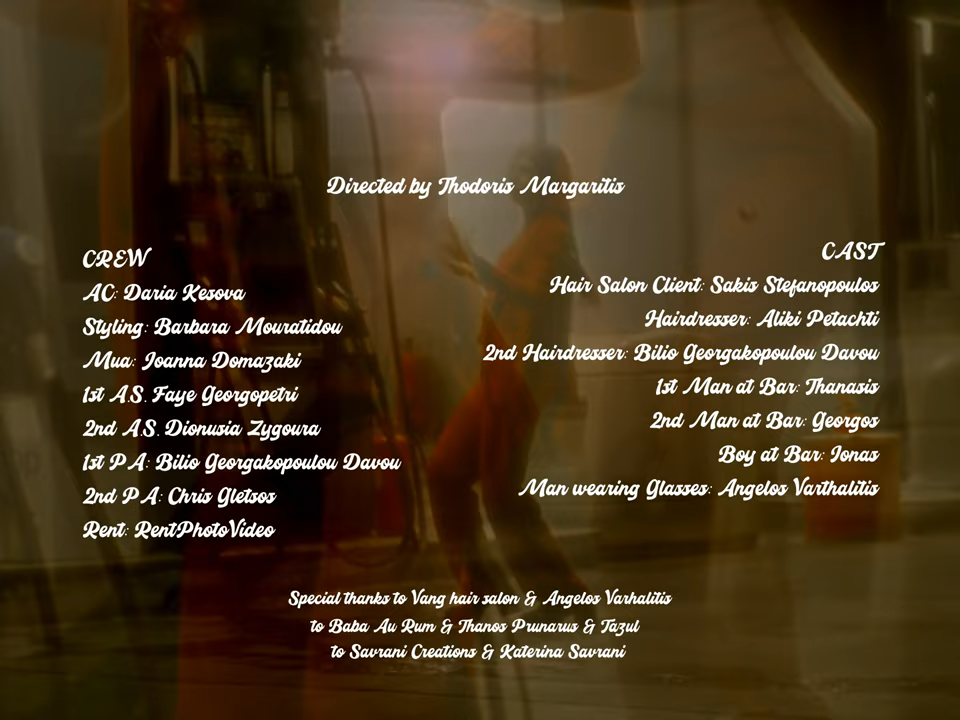 Directed by Thodoris Margaritis
CREW
AC: Daria Kesova
Styling: Barbara Mouratidou
Mua: Joanna Domazaki
1st A.S. Faye Georgopetri
2nd A.S. Dionusia Zygoura
1st P.A: Bilio Georgakopoulou Davou
2nd P.A: Chris Gletsos
Rent: RentPhotoVideo
CAST
Hair Salon Client: Sakis Stefanopoulos
Hairdresser: Aliki Petachti
2nd Hairdresser: Bilio Georgakopoulou Davou
1st Man at Bar: Thanasis
2nd Man at Bar: Georgos
Boy at Bar: Ionas
Man wearing Glasses: Angelos Varthalitis
Special thanks to Vang hair salon & Angelos Varhalitis
to Baba Au Rum & Thanos Prunarus & Tazul
to Savrani Creations & Katerina Savrani